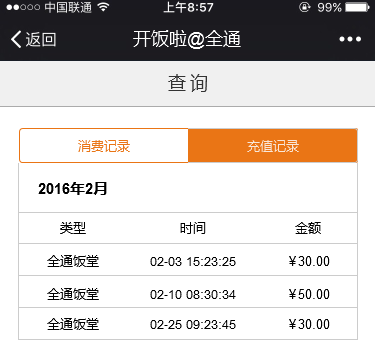 中国联通 上午8:57 99%
返回 开饭啦@全通
查询
消费记录 充值记录
2016年2月
类型 时间 金额
全通饭堂 02-03 15:23:25 ¥30.00
全通饭堂 02-10 08:30:34 ¥50.00
全通饭堂 02-25 09:23:45 ¥30.00